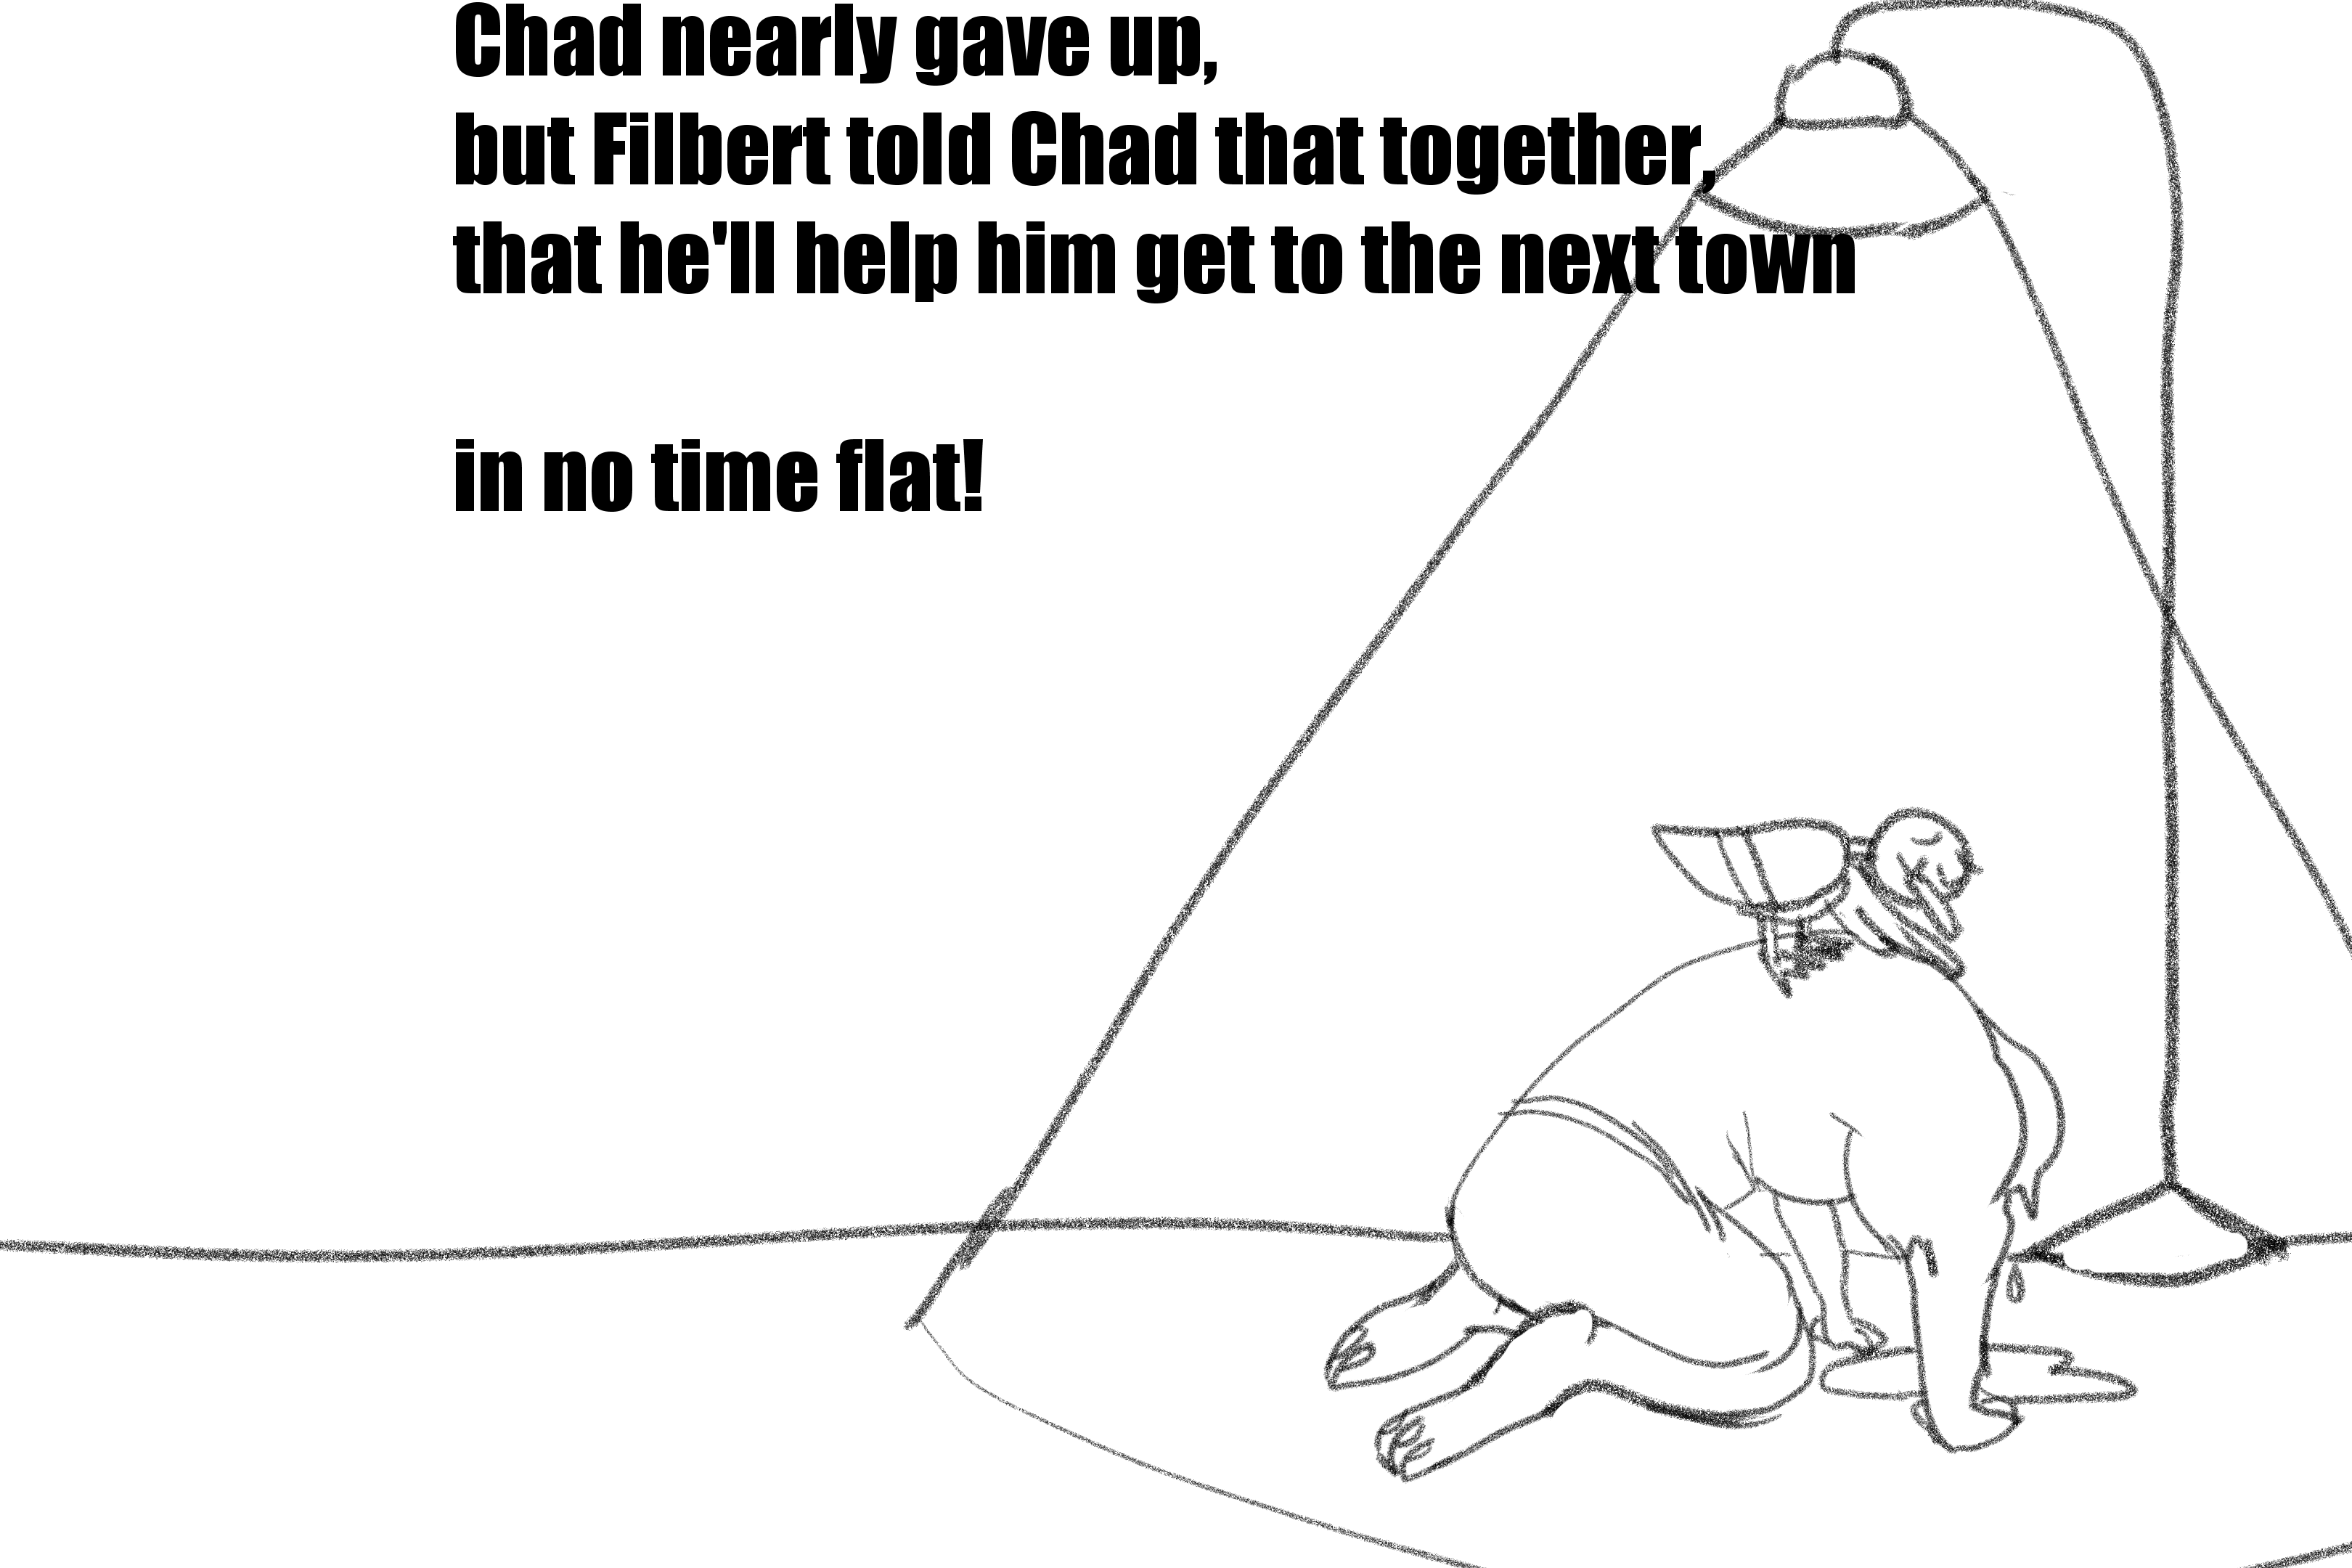 Chad nearly gave up,
but Filbert told Chad that together,
that he'll help him get to the next town
in no time flat!